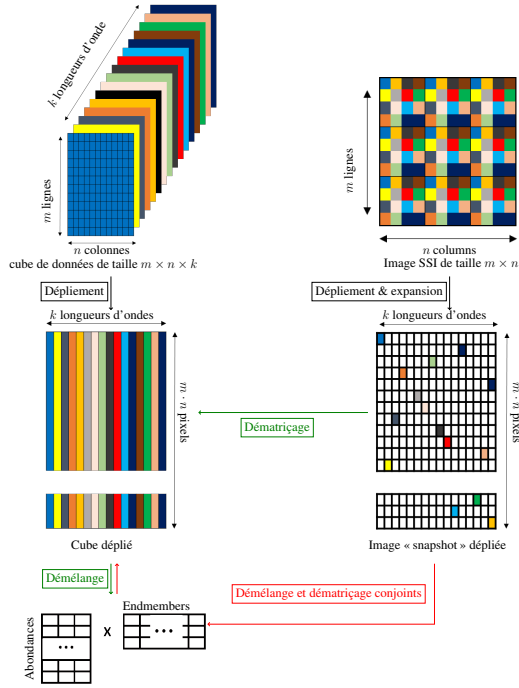 k longueurs d'onde
m lignes
n colonnes
cube de données de taille m × n × k
m lignes
n columns
Image SSI de taille m × n
Dépliement
Dépliement & expansion
k longueurs d'ondes
m · n pixels
k longueurs d'ondes
m · n pixels
Dématriçage
Cube déplié
Image « snapshot » dépliée
Démélange
Démélange et dématriçage conjoints
Endmembers
Abondances
...
X
...